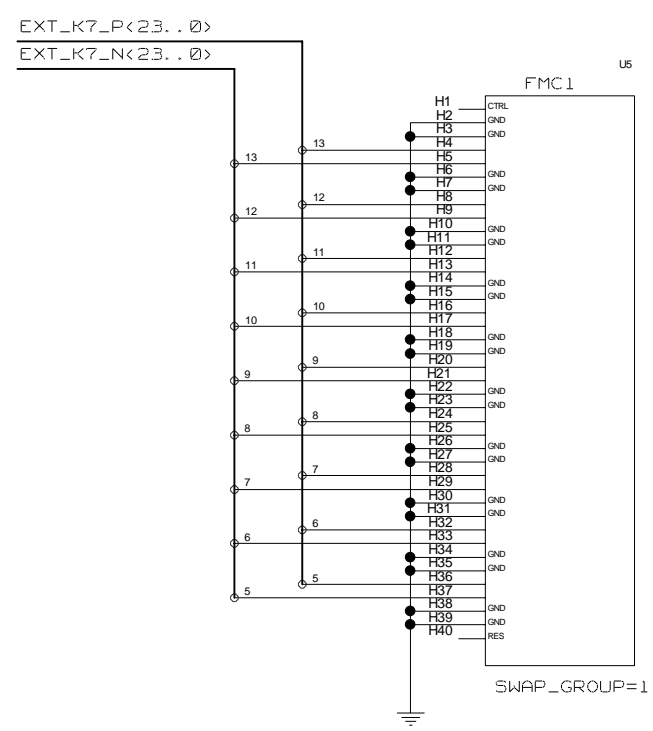 EXT_K7_P<23..0>
EXT_K7_N<23..0>
U5
FMC1
H1 CTRL
H2 GND
H3 GND
13 H4
13 H5
H6 GND
H7 GND
12 H8
12 H9
H10 GND
H11 GND
11 H12
11 H13
H14 GND
H15 GND
10 H16
10 H17
H18 GND
H19 GND
9 H20
9 H21
H22 GND
H23 GND
8 H24
8 H25
H26 GND
H27 GND
7 H28
7 H29
H30 GND
H31 GND
6 H32
6 H33
H34 GND
H35 GND
5 H36
5 H37
H38 GND
H39 GND
H40 RES
SWAP_GROUP=1